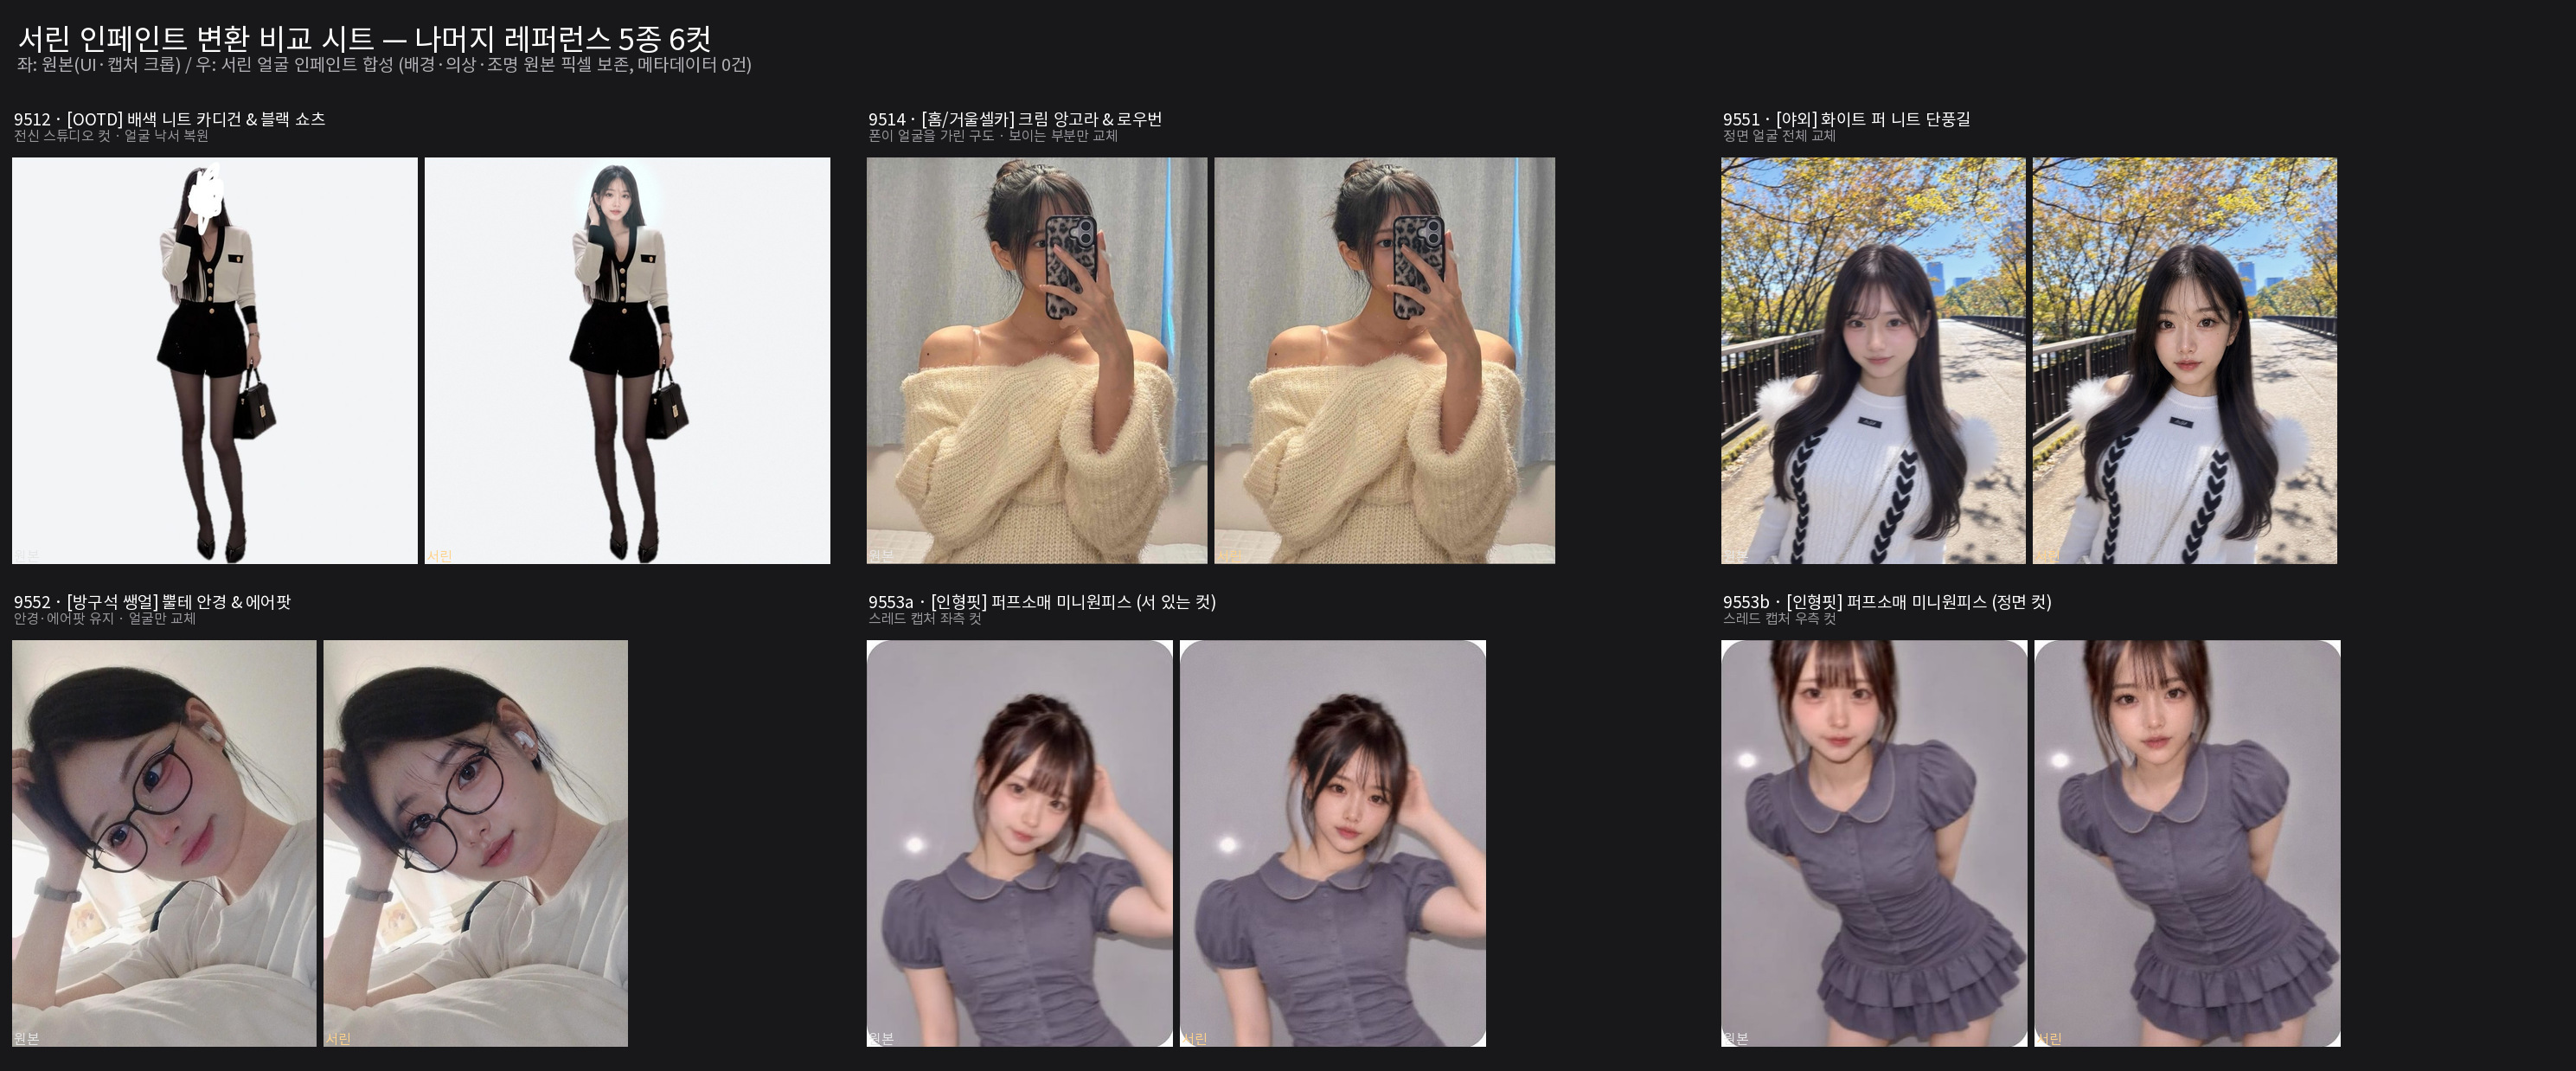 서린 인페인트 변환 비교 시트 — 나머지 레퍼런스 5종 6컷
좌: 원본(UI·캡처 크롭) / 우: 서린 얼굴 인페인트 합성 (배경·의상·조명 원본 픽셀 보존, 메타데이터 0건)
9512 · [OOTD] 배색 니트 카디건 & 블랙 쇼츠
전신 스튜디오 컷 · 얼굴 낙서 복원
원본
서린
9514 · [홈/거울셀카] 크림 앙고라 & 로우번
폰이 얼굴을 가린 구도 · 보이는 부분만 교체
원본
서린
9551 · [야외] 화이트 퍼 니트 단풍길
정면 얼굴 전체 교체
원본
서린
9552 · [방구석 쌩얼] 뿔테 안경 & 에어팟
안경·에어팟 유지 · 얼굴만 교체
원본
서린
9553a · [인형핏] 퍼프소매 미니원피스 (서 있는 컷)
스레드 캡처 좌측 컷
원본
서린
9553b · [인형핏] 퍼프소매 미니원피스 (정면 컷)
스레드 캡처 우측 컷
원본
서린